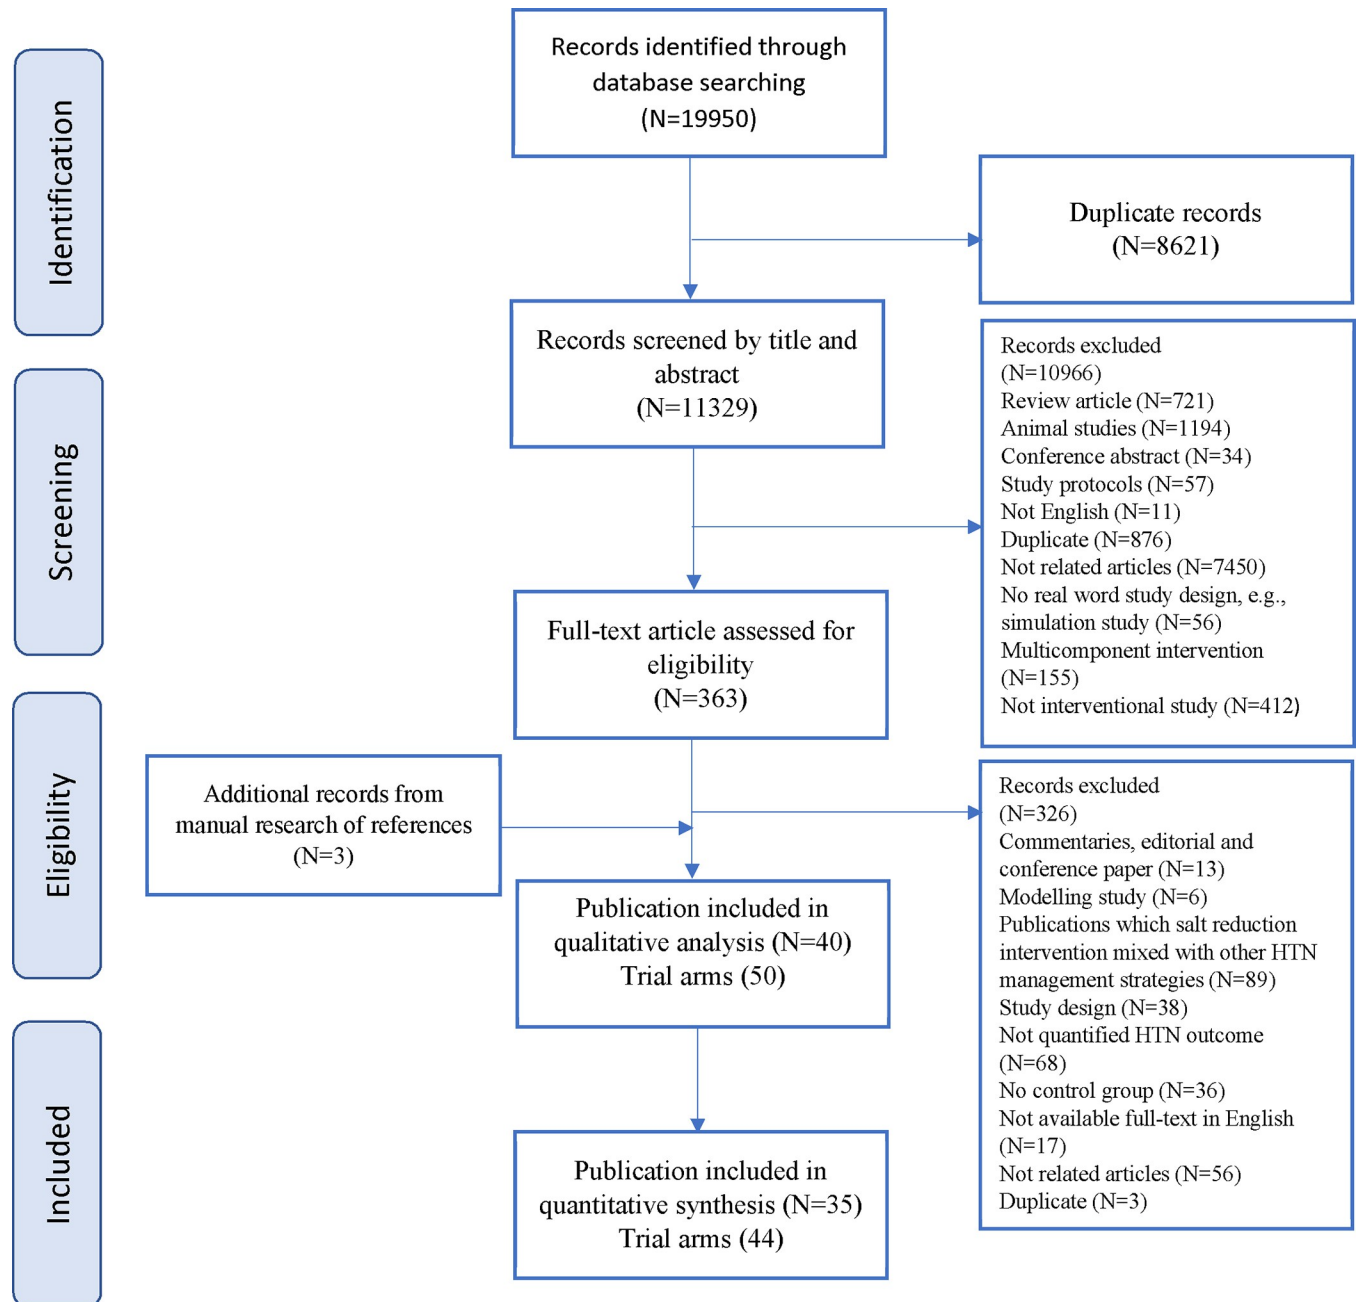 Identification
Records identified through
database searching
(N=19950)
Duplicate records
(N=8621)
Records screened by title and
abstract
(N=11329)
Screening
Records excluded
(N=10966)
Review article (N=721)
Animal studies (N=1194)
Conference abstract (N=34)
Study protocols (N=57)
Not English (N=11)
Duplicate (N=876)
Not related articles (N=7450)
No real word study design, e.g.,
simulation study (N=56)
Multicomponent intervention
(N=155)
Not interventional study (N=412)
Full-text article assessed for
eligibility
(N=363)
Eligibility
Additional records from
manual research of references
(N=3)
Records excluded
(N=326)
Commentaries, editorial and
conference paper (N=13)
Modelling study (N=6)
Publications which salt reduction
intervention mixed with other HTN
management strategies (N=89)
Study design (N=38)
Not quantified HTN outcome
(N=68)
No control group (N=36)
Not available full-text in English
(N=17)
Not related articles (N=56)
Duplicate (N=3)
Publication included in
qualitative analysis (N=40)
Trial arms (50)
Included
Publication included in
quantitative synthesis (N=35)
Trial arms (44)